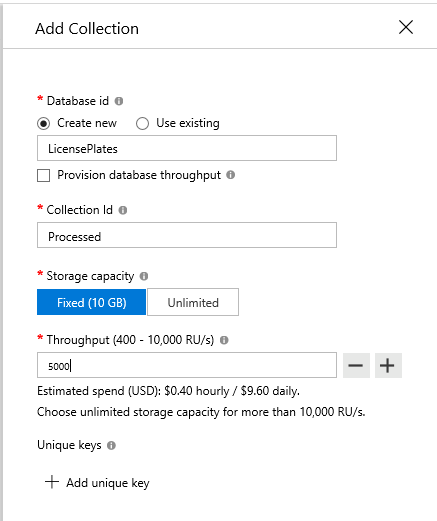 Add Collection
* Database id
Create new Use existing
LicensePlates
Provision database throughput
* Collection Id
Processed
* Storage capacity
Fixed (10 GB) Unlimited
* Throughput (400 - 10,000 RU/s)
5000
Estimated spend (USD): $0.40 hourly / $9.60 daily.
Choose unlimited storage capacity for more than 10,000 RU/s.
Unique keys
Add unique key